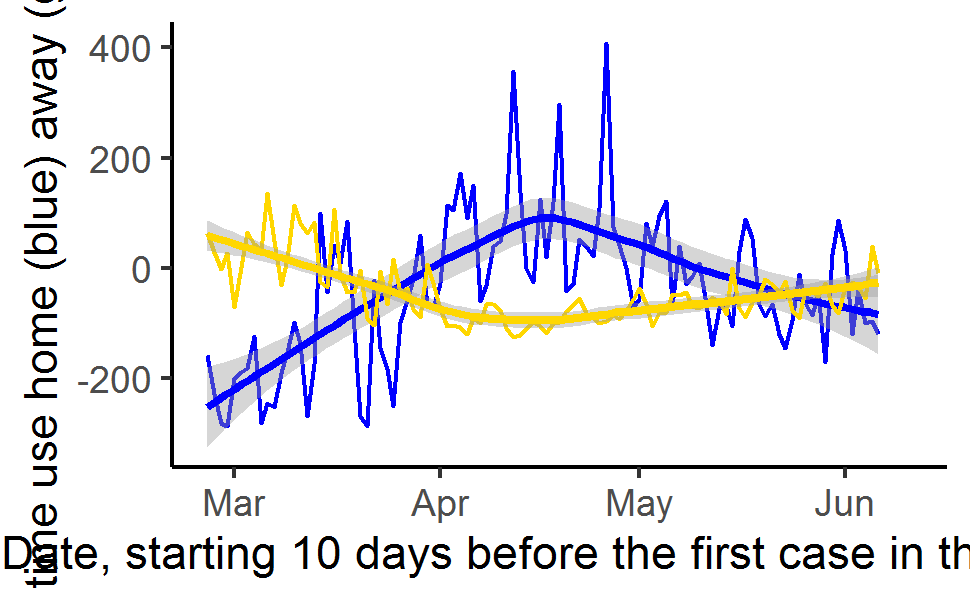 time use home (blue) away (
400
200
0
-200
Mar Apr May Jun
Date, starting 10 days before the first case in th